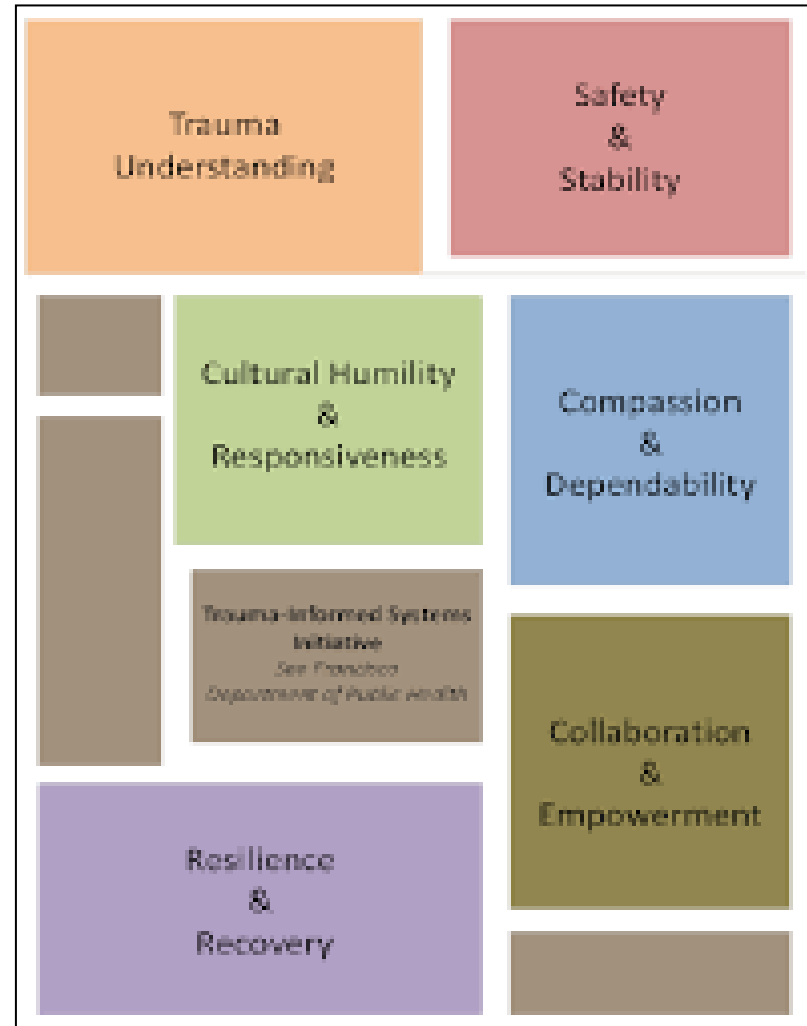 Trauma
Understanding
Safety
&
Stability
Cultural Humility
&
Responsiveness
Compassion
&
Dependability
Trauma-Informed Systems
Initiative
San Francisco
Department of Public Health
Collaboration
&
Empowerment
Resilience
&
Recovery